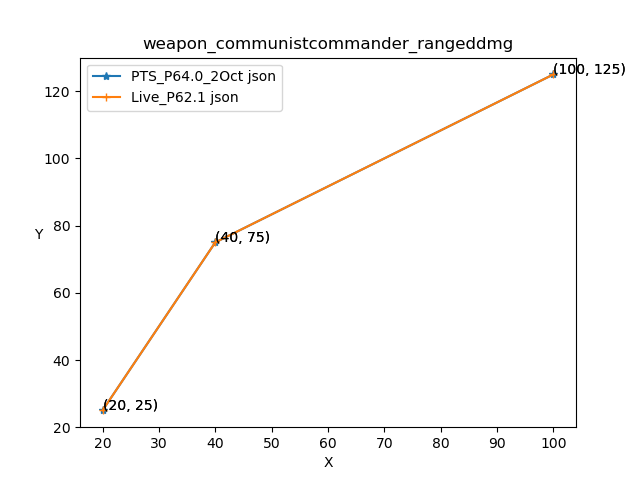 weapon_communistcommander_rangeddmg
PTS_P64.0_2Oct json
Live_P62.1 json
(100, 125)
(40, 75)
(20, 25)
Y
120
100
80
60
40
20
20 30 40 50 60 70 80 90 100
X